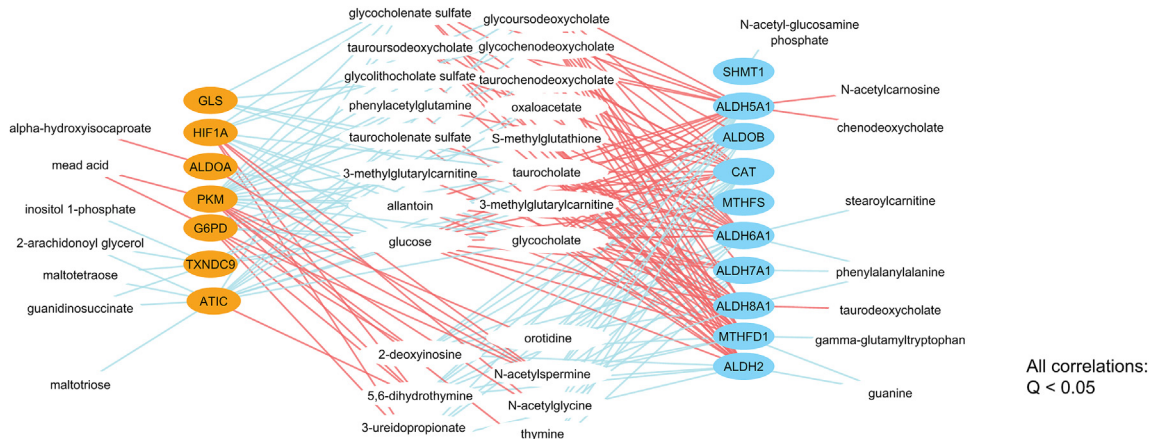 glycocholenate sulfate
glycoursodeoxycholate
N-acetyl-glucosamine
phosphate
tauroursodeoxycholate
glycochenodeoxycholate
glycolithocholate sulfate
taurochenodeoxycholate
SHMT1
GLS
phenylacetylglutamine
oxaloacetate
ALDH5A1
N-acetylcarnosine
alpha-hydroxyisocaproate
HIF1A
taurocholenate sulfate
S-methylglutathione
ALDOB
chenodeoxycholate
mead acid
ALDOA
3-methylglutarylcarnitine
taurocholate
CAT
PKM
allantoin
3-methylglutarylcarnitine
MTHFS
stearoylcarnitine
inositol 1-phosphate
G6PD
glucose
glycocholate
ALDH6A1
2-arachidonoyl glycerol
TXNDC9
ALDH7A1
phenylalanylalanine
maltotetraose
ATIC
ALDH8A1
taurodeoxycholate
guanidinosuccinate
orotidine
MTHFD1
gamma-glutamyltryptophan
2-deoxyinosine
N-acetylspermine
ALDH2
All correlations:
Q < 0.05
maltotriose
5,6-dihydrothymine
N-acetylglycine
guanine
3-ureidopropionate
thymine